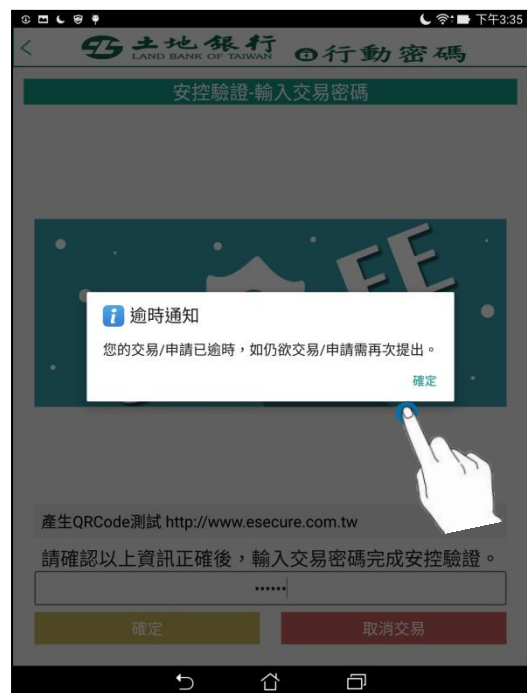 下午3:35
土地銀行
LAND BANK OF TAIWAN
行動密碼
安控驗證-輸入交易密碼
FE
逾時通知
您的交易/申請已逾時，如仍欲交易/申請需再次提出。
確定
產生QRCode測試 http://www.esecure.com.tw
請確認以上資訊正確後，輸入交易密碼完成安控驗證。
••••••
確定
取消交易